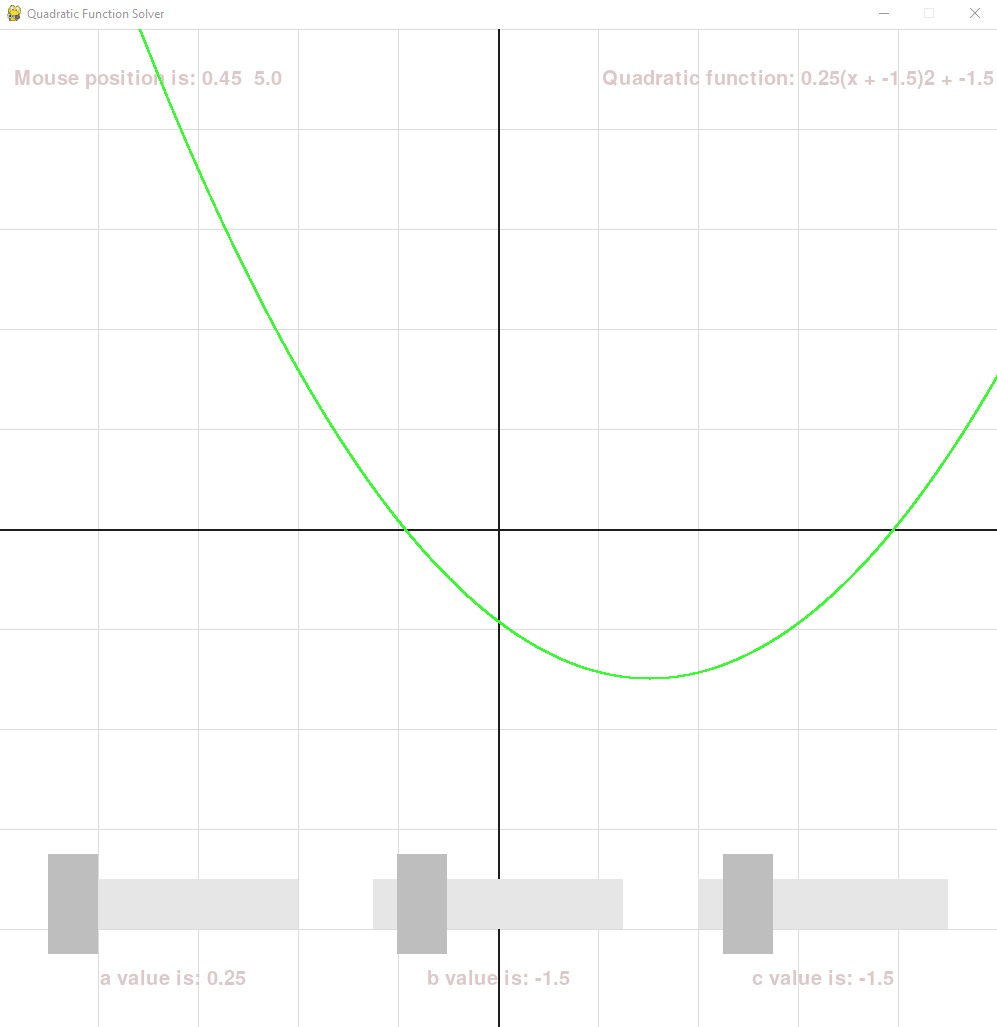 Quadratic Function Solver
Mouse position is: 0.45  5.0
Quadratic function: 0.25(x + -1.5)2 + -1.5
a value is: 0.25
b value is: -1.5
c value is: -1.5